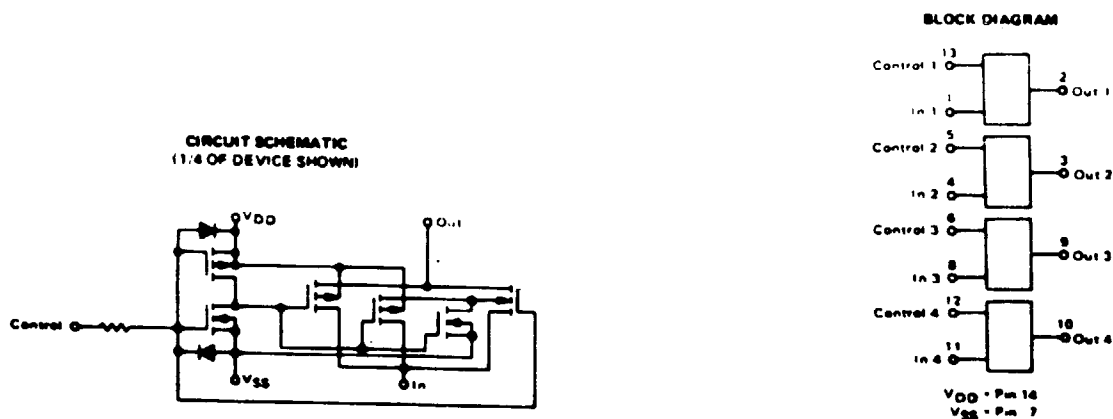 CIRCUIT SCHEMATIC
(1/4 OF DEVICE SHOWN)
VDD
Out
Control
VSS
In
BLOCK DIAGRAM
Control 1 13
In 1 1
2 Out 1
Control 2 5
In 2 4
3 Out 2
Control 3 6
In 3 8
9 Out 3
Control 4 12
In 4 11
10 Out 4
VDD = Pin 14
VSS = Pin 7